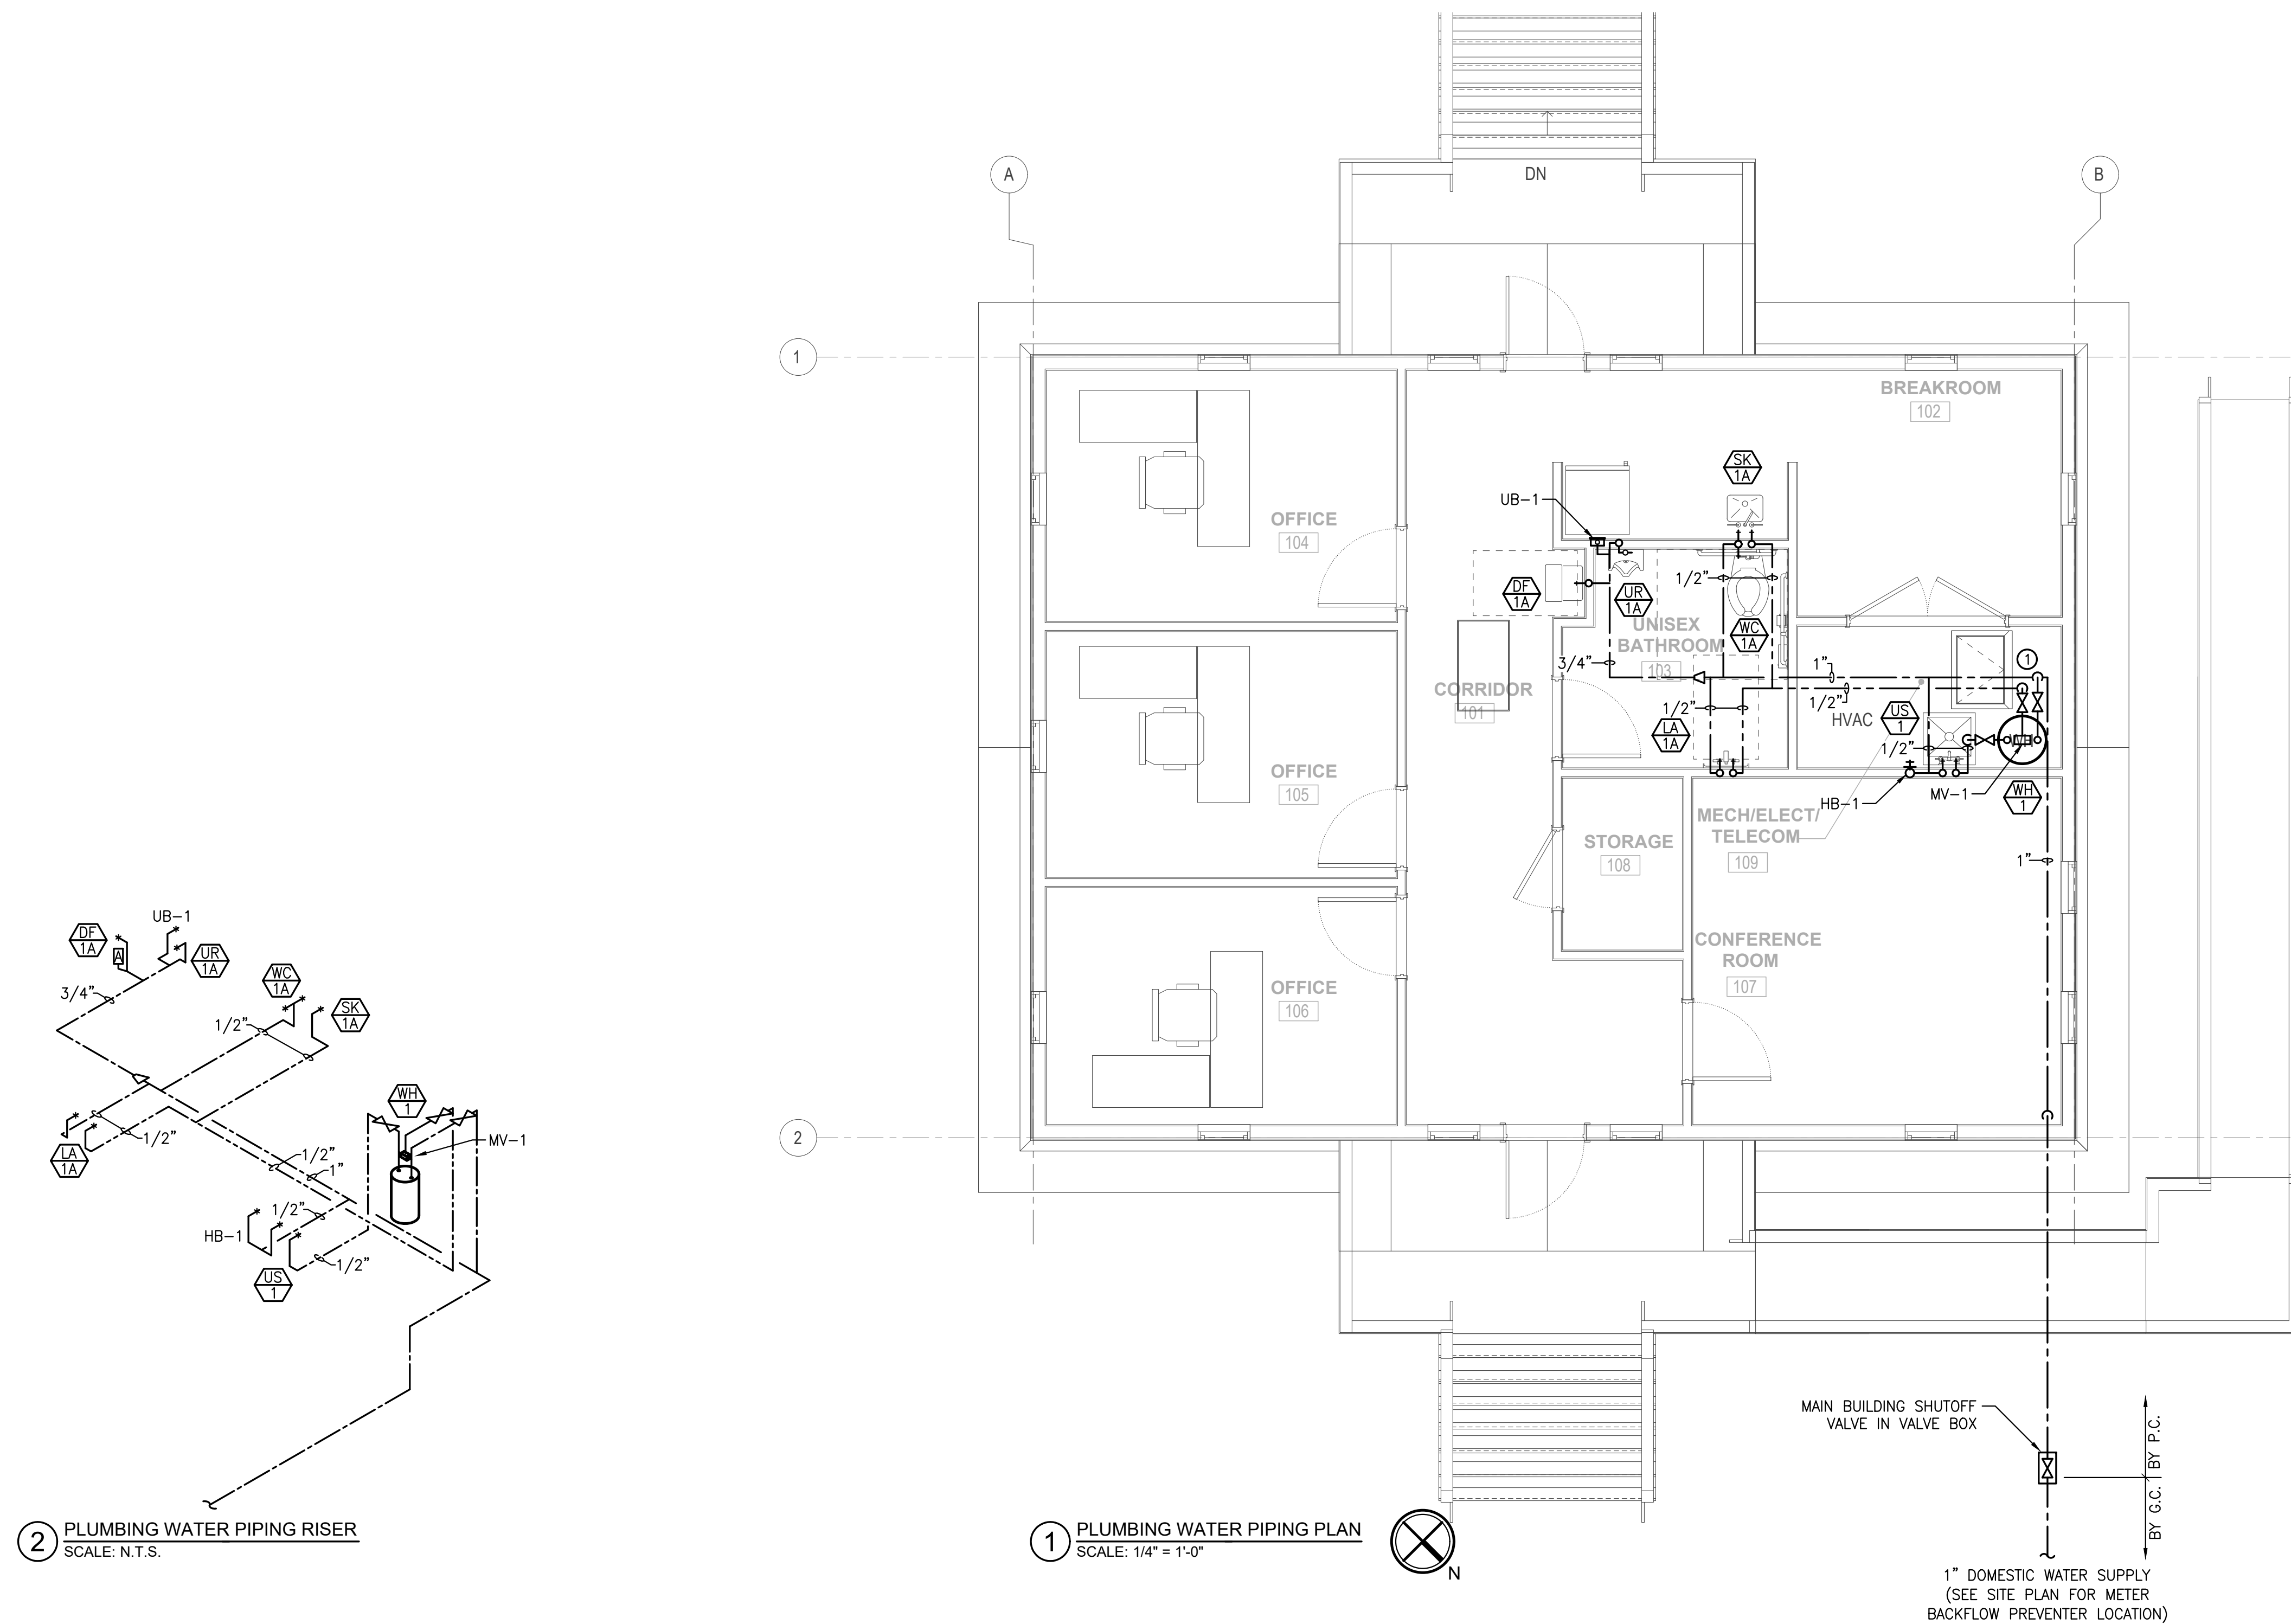 DN
A
B
1
BREAKROOM
102
SK
1A
UB-1
OFFICE
104
DF
1A
UR
1A
1/2"
UNISEX
BATHROOM
103
WC
1A
3/4"
1"
1
CORRIDOR
101
1/2"
1/2"
HVAC
US
1
LA
1A
1/2"
WH
OFFICE
105
HB-1
MV-1
WH
1
MECH/ELECT/
TELECOM
109
STORAGE
108
1"
CONFERENCE
ROOM
107
OFFICE
106
2
UB-1
DF
1A
UR
1A
3/4"
WC
1A
SK
1A
1/2"
WH
1
MV-1
1/2"
LA
1A
1/2"
1"
1/2"
HB-1
1/2"
US
1
MAIN BUILDING SHUTOFF
VALVE IN VALVE BOX
BY P.C.
BY G.C.
2
PLUMBING WATER PIPING RISER
SCALE: N.T.S.
1
PLUMBING WATER PIPING PLAN
SCALE: 1/4" = 1'-0"
N
1" DOMESTIC WATER SUPPLY
(SEE SITE PLAN FOR METER
BACKFLOW PREVENTER LOCATION)
A